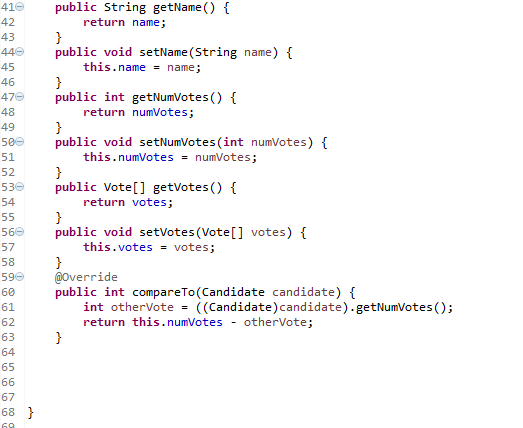 41 public String getName() {
42 return name;
43 }
44 public void setName(String name) {
45 this.name = name;
46 }
47 public int getNumVotes() {
48 return numVotes;
49 }
50 public void setNumVotes(int numVotes) {
51 this.numVotes = numVotes;
52 }
53 public Vote[] getVotes() {
54 return votes;
55 }
56 public void setVotes(Vote[] votes) {
57 this.votes = votes;
58 }
59 @Override
60 public int compareTo(Candidate candidate) {
61 int otherVote = ((Candidate)candidate).getNumVotes();
62 return this.numVotes - otherVote;
63 }
64
65
66
67
68 }
69